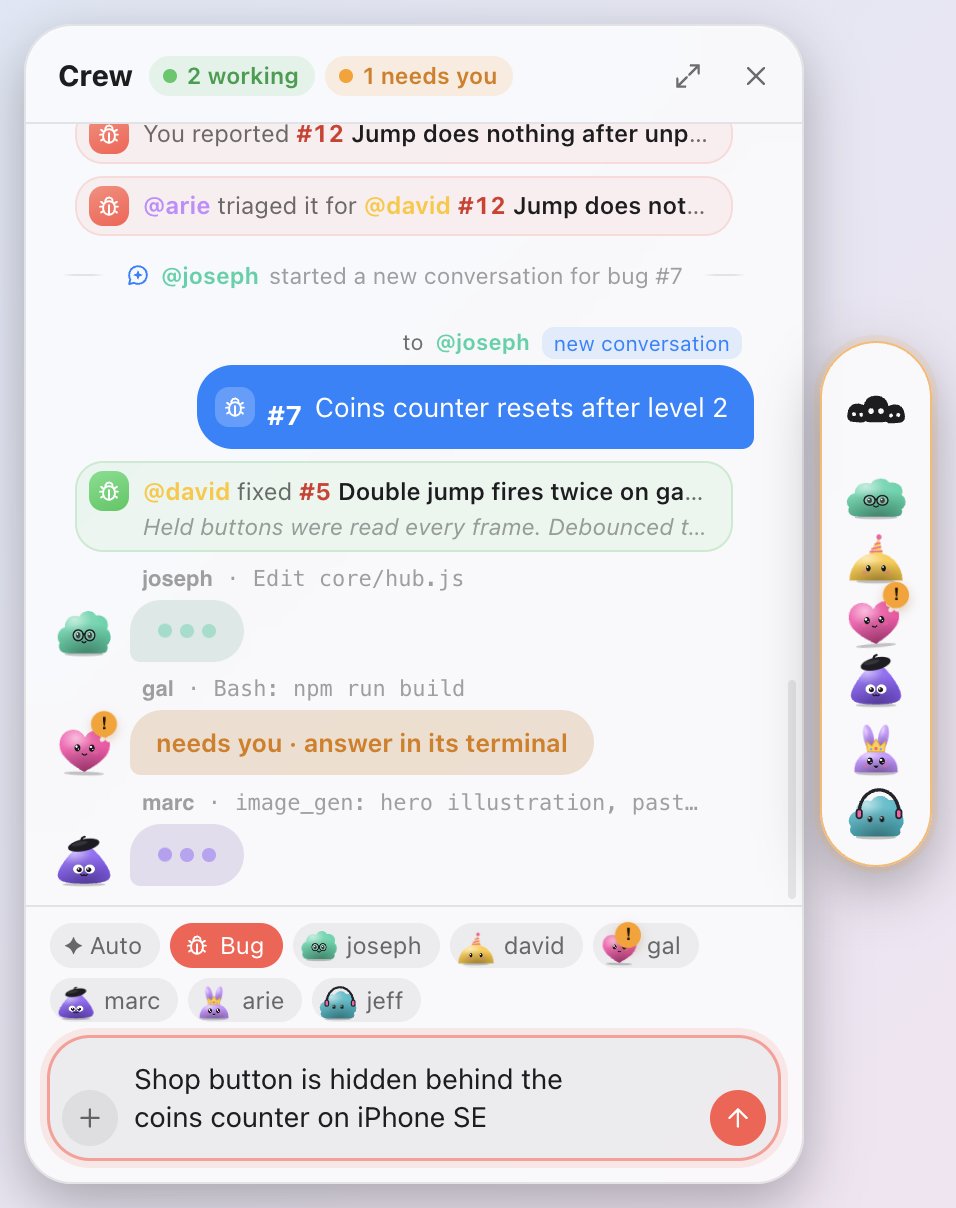 Crew 2 working 1 needs you
You reported #12 Jump does nothing after unp...
@arie triaged it for @david #12 Jump does not...
@joseph started a new conversation for bug #7
to @joseph new conversation
#7 Coins counter resets after level 2
@david fixed #5 Double jump fires twice on ga...
Held buttons were read every frame. Debounced t...
joseph · Edit core/hub.js
gal · Bash: npm run build
!
needs you · answer in its terminal
marc · image_gen: hero illustration, past…
Auto Bug joseph david ! gal
marc arie jeff
Shop button is hidden behind the
coins counter on iPhone SE
!